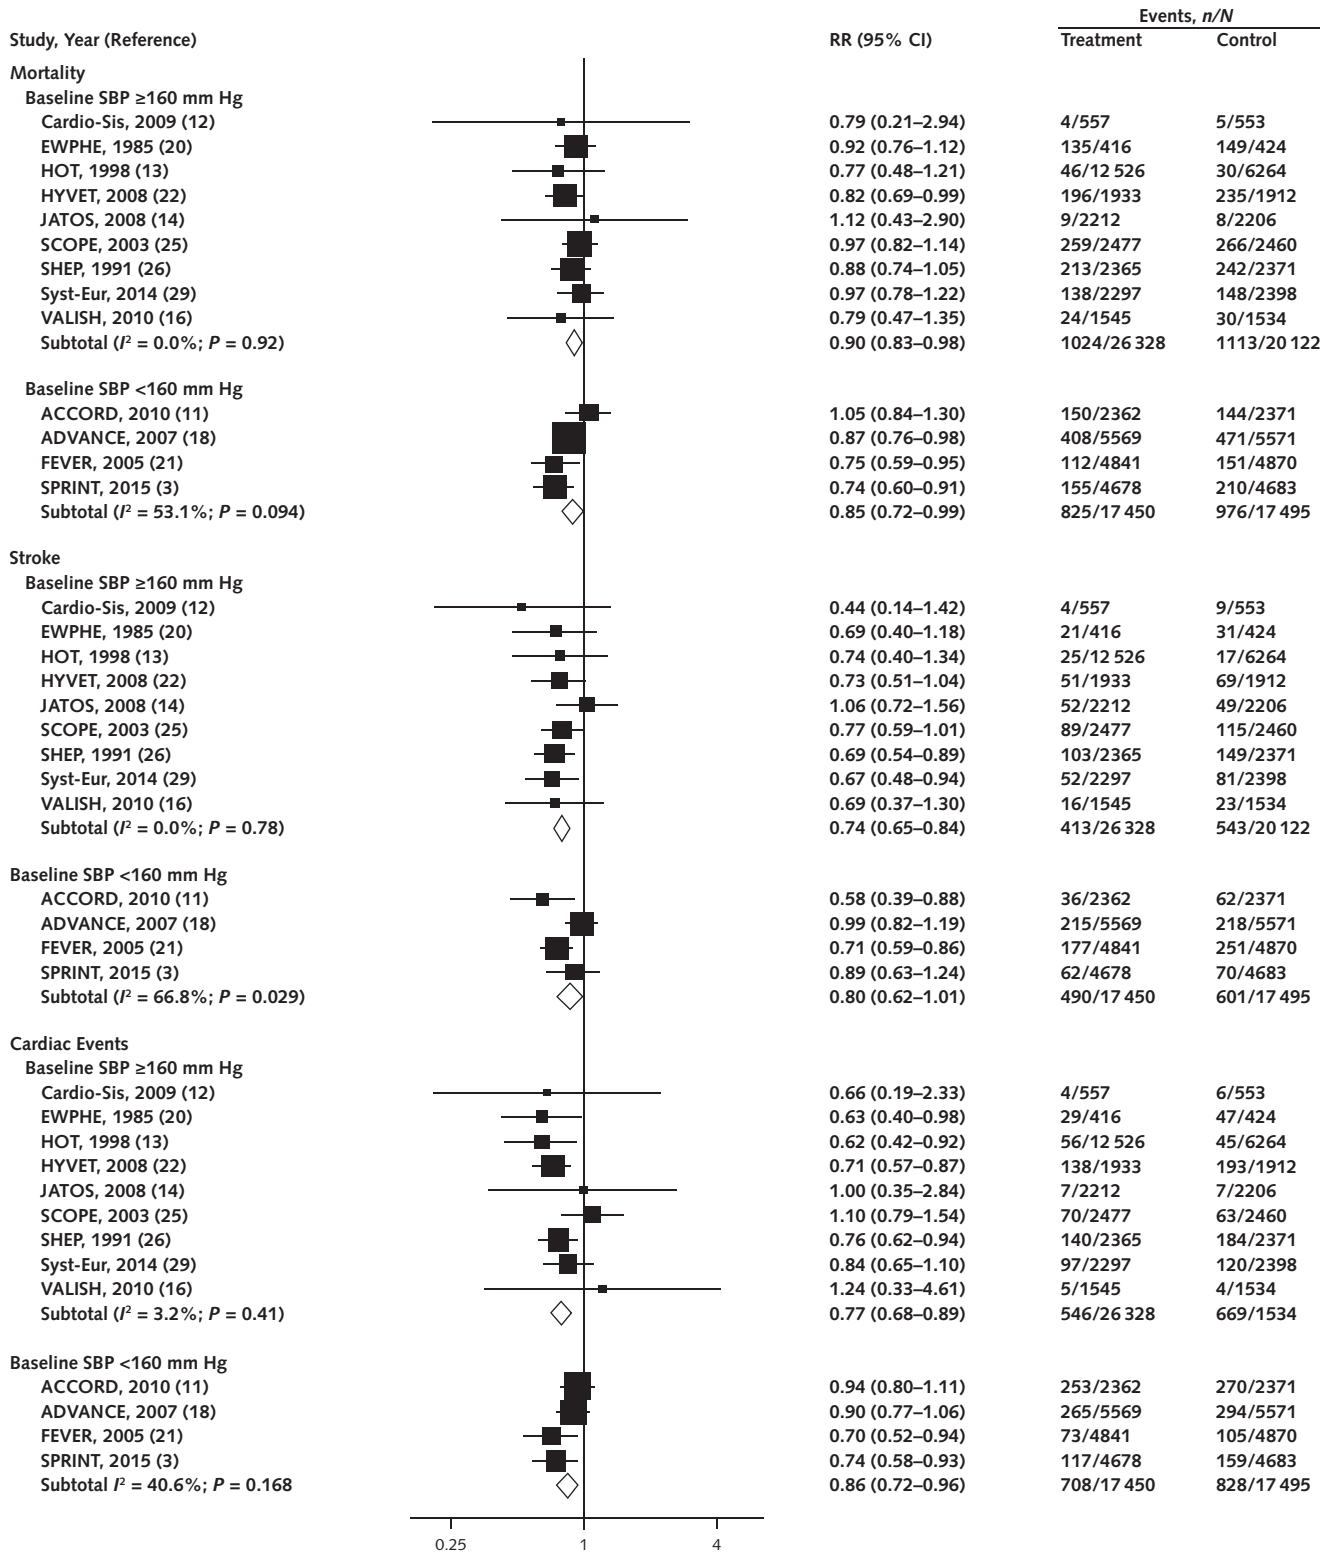 Events, n/N
Study, Year (Reference) RR (95% CI) Treatment Control
Mortality
Baseline SBP ≥160 mm Hg
Cardio-Sis, 2009 (12) 0.79 (0.21–2.94) 4/557 5/553
EWPHE, 1985 (20) 0.92 (0.76–1.12) 135/416 149/424
HOT, 1998 (13) 0.77 (0.48–1.21) 46/12 526 30/6264
HYVET, 2008 (22) 0.82 (0.69–0.99) 196/1933 235/1912
JATOS, 2008 (14) 1.12 (0.43–2.90) 9/2212 8/2206
SCOPE, 2003 (25) 0.97 (0.82–1.14) 259/2477 266/2460
SHEP, 1991 (26) 0.88 (0.74–1.05) 213/2365 242/2371
Syst-Eur, 2014 (29) 0.97 (0.78–1.22) 138/2297 148/2398
VALISH, 2010 (16) 0.79 (0.47–1.35) 24/1545 30/1534
Subtotal (I² = 0.0%; P = 0.92) 0.90 (0.83–0.98) 1024/26 328 1113/20 122
Baseline SBP <160 mm Hg
ACCORD, 2010 (11) 1.05 (0.84–1.30) 150/2362 144/2371
ADVANCE, 2007 (18) 0.87 (0.76–0.98) 408/5569 471/5571
FEVER, 2005 (21) 0.75 (0.59–0.95) 112/4841 151/4870
SPRINT, 2015 (3) 0.74 (0.60–0.91) 155/4678 210/4683
Subtotal (I² = 53.1%; P = 0.094) 0.85 (0.72–0.99) 825/17 450 976/17 495
Stroke
Baseline SBP ≥160 mm Hg
Cardio-Sis, 2009 (12) 0.44 (0.14–1.42) 4/557 9/553
EWPHE, 1985 (20) 0.69 (0.40–1.18) 21/416 31/424
HOT, 1998 (13) 0.74 (0.40–1.34) 25/12 526 17/6264
HYVET, 2008 (22) 0.73 (0.51–1.04) 51/1933 69/1912
JATOS, 2008 (14) 1.06 (0.72–1.56) 52/2212 49/2206
SCOPE, 2003 (25) 0.77 (0.59–1.01) 89/2477 115/2460
SHEP, 1991 (26) 0.69 (0.54–0.89) 103/2365 149/2371
Syst-Eur, 2014 (29) 0.67 (0.48–0.94) 52/2297 81/2398
VALISH, 2010 (16) 0.69 (0.37–1.30) 16/1545 23/1534
Subtotal (I² = 0.0%; P = 0.78) 0.74 (0.65–0.84) 413/26 328 543/20 122
Baseline SBP <160 mm Hg
ACCORD, 2010 (11) 0.58 (0.39–0.88) 36/2362 62/2371
ADVANCE, 2007 (18) 0.99 (0.82–1.19) 215/5569 218/5571
FEVER, 2005 (21) 0.71 (0.59–0.86) 177/4841 251/4870
SPRINT, 2015 (3) 0.89 (0.63–1.24) 62/4678 70/4683
Subtotal (I² = 66.8%; P = 0.029) 0.80 (0.62–1.01) 490/17 450 601/17 495
Cardiac Events
Baseline SBP ≥160 mm Hg
Cardio-Sis, 2009 (12) 0.66 (0.19–2.33) 4/557 6/553
EWPHE, 1985 (20) 0.63 (0.40–0.98) 29/416 47/424
HOT, 1998 (13) 0.62 (0.42–0.92) 56/12 526 45/6264
HYVET, 2008 (22) 0.71 (0.57–0.87) 138/1933 193/1912
JATOS, 2008 (14) 1.00 (0.35–2.84) 7/2212 7/2206
SCOPE, 2003 (25) 1.10 (0.79–1.54) 70/2477 63/2460
SHEP, 1991 (26) 0.76 (0.62–0.94) 140/2365 184/2371
Syst-Eur, 2014 (29) 0.84 (0.65–1.10) 97/2297 120/2398
VALISH, 2010 (16) 1.24 (0.33–4.61) 5/1545 4/1534
Subtotal (I² = 3.2%; P = 0.41) 0.77 (0.68–0.89) 546/26 328 669/1534
Baseline SBP <160 mm Hg
ACCORD, 2010 (11) 0.94 (0.80–1.11) 253/2362 270/2371
ADVANCE, 2007 (18) 0.90 (0.77–1.06) 265/5569 294/5571
FEVER, 2005 (21) 0.70 (0.52–0.94) 73/4841 105/4870
SPRINT, 2015 (3) 0.74 (0.58–0.93) 117/4678 159/4683
Subtotal I² = 40.6%; P = 0.168 0.86 (0.72–0.96) 708/17 450 828/17 495
0.25 1 4